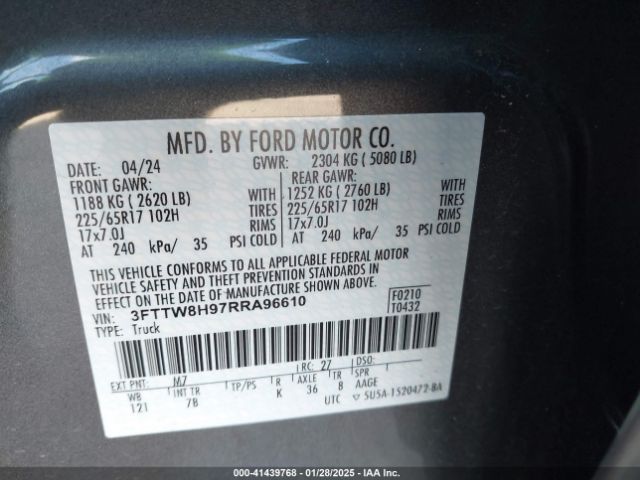 MFD. BY FORD MOTOR CO.
DATE: 04/24 GVWR: 2304 KG ( 5080 LB)
FRONT GAWR: REAR GAWR:
1188 KG ( 2620 LB) WITH 1252 KG ( 2760 LB) WITH
225/65R17 102H TIRES 225/65R17 102H TIRES
17x7.0J RIMS 17x7.0J RIMS
AT 240 kPa/ 35 PSI COLD AT 240 kPa/ 35 PSI COLD
THIS VEHICLE CONFORMS TO ALL APPLICABLE FEDERAL MOTOR
VEHICLE SAFETY AND THEFT PREVENTION STANDARDS IN
EFFECT ON THE DATE OF MANUFACTURE SHOWN ABOVE.
VIN: 3FTTW8H97RRA96610 F0210
TYPE: Truck T0432
RC: 27 DSO:
EXT PNT: M7
WB INT TR TP/PS R AXLE TR SPR
121 7B K 36 8 AAGE
UTC ▽ 5U5A-1520472-BA
000-41439768 - 01/28/2025 - IAA Inc.